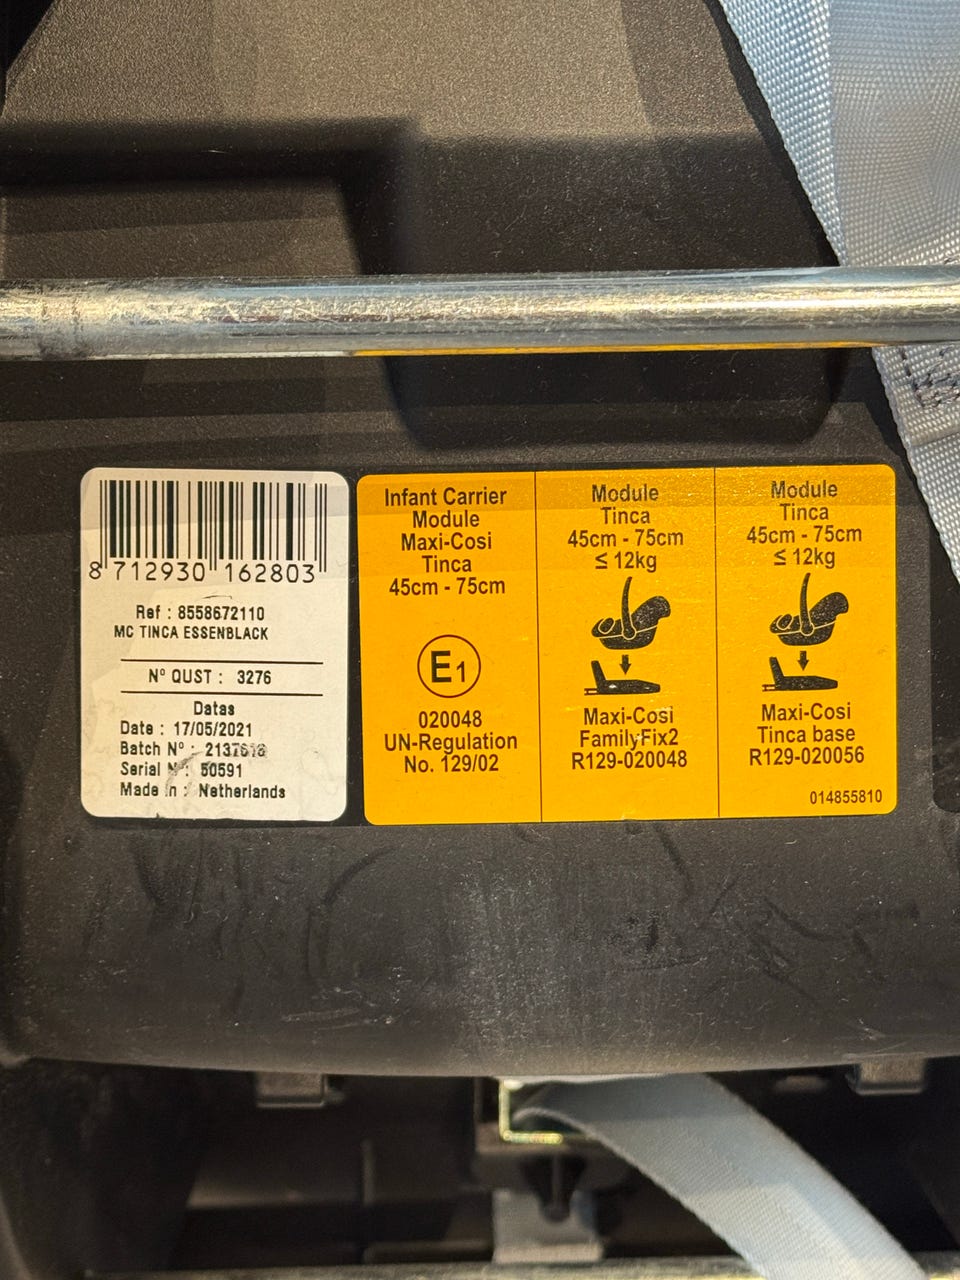 8 712930 162803
Ref : 8558672110
MC TINCA ESSENBLACK
N° QUST : 3276
Datas
Date : 17/05/2021
Batch N° :
Serial N° : 50591
Made in : Netherlands
Infant Carrier
Module
Maxi-Cosi
Tinca
45cm - 75cm
E1
020048
UN-Regulation
No. 129/02
Module
Tinca
45cm - 75cm
≤ 12kg
Maxi-Cosi
FamilyFix2
R129-020048
Module
Tinca
45cm - 75cm
≤ 12kg
Maxi-Cosi
Tinca base
R129-020056
014855810